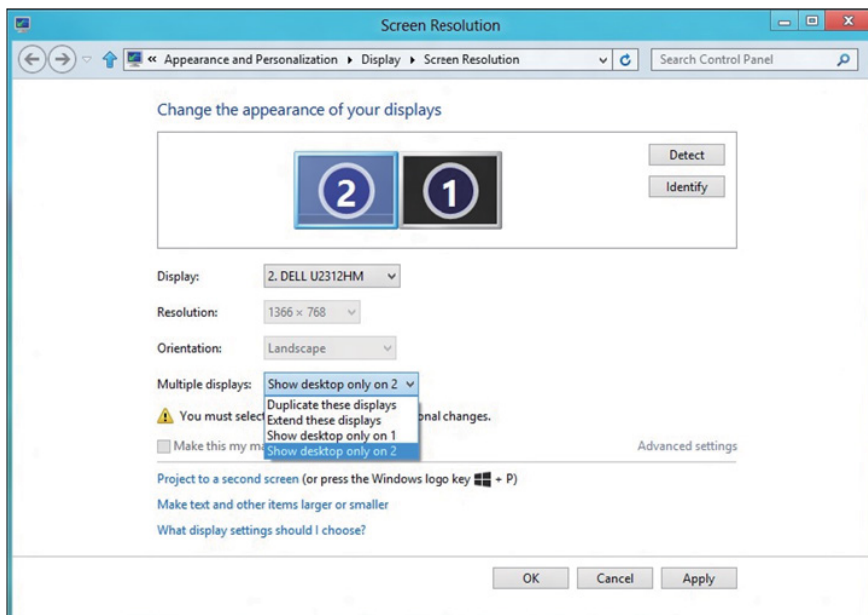 Screen Resolution
« Appearance and Personalization Display Screen Resolution Search Control Panel
Change the appearance of your displays
2 1
Detect
Identify
Display: 2. DELL U2312HM
Resolution: 1366 × 768
Orientation: Landscape
Multiple displays: Show desktop only on 2
Duplicate these displays
You must select onal changes.
Extend these displays
Show desktop only on 1
Make this my Advanced settings
Show desktop only on 2
Project to a second screen (or press the Windows logo key + P)
Make text and other items larger or smaller
What display settings should I choose?
OK Cancel Apply